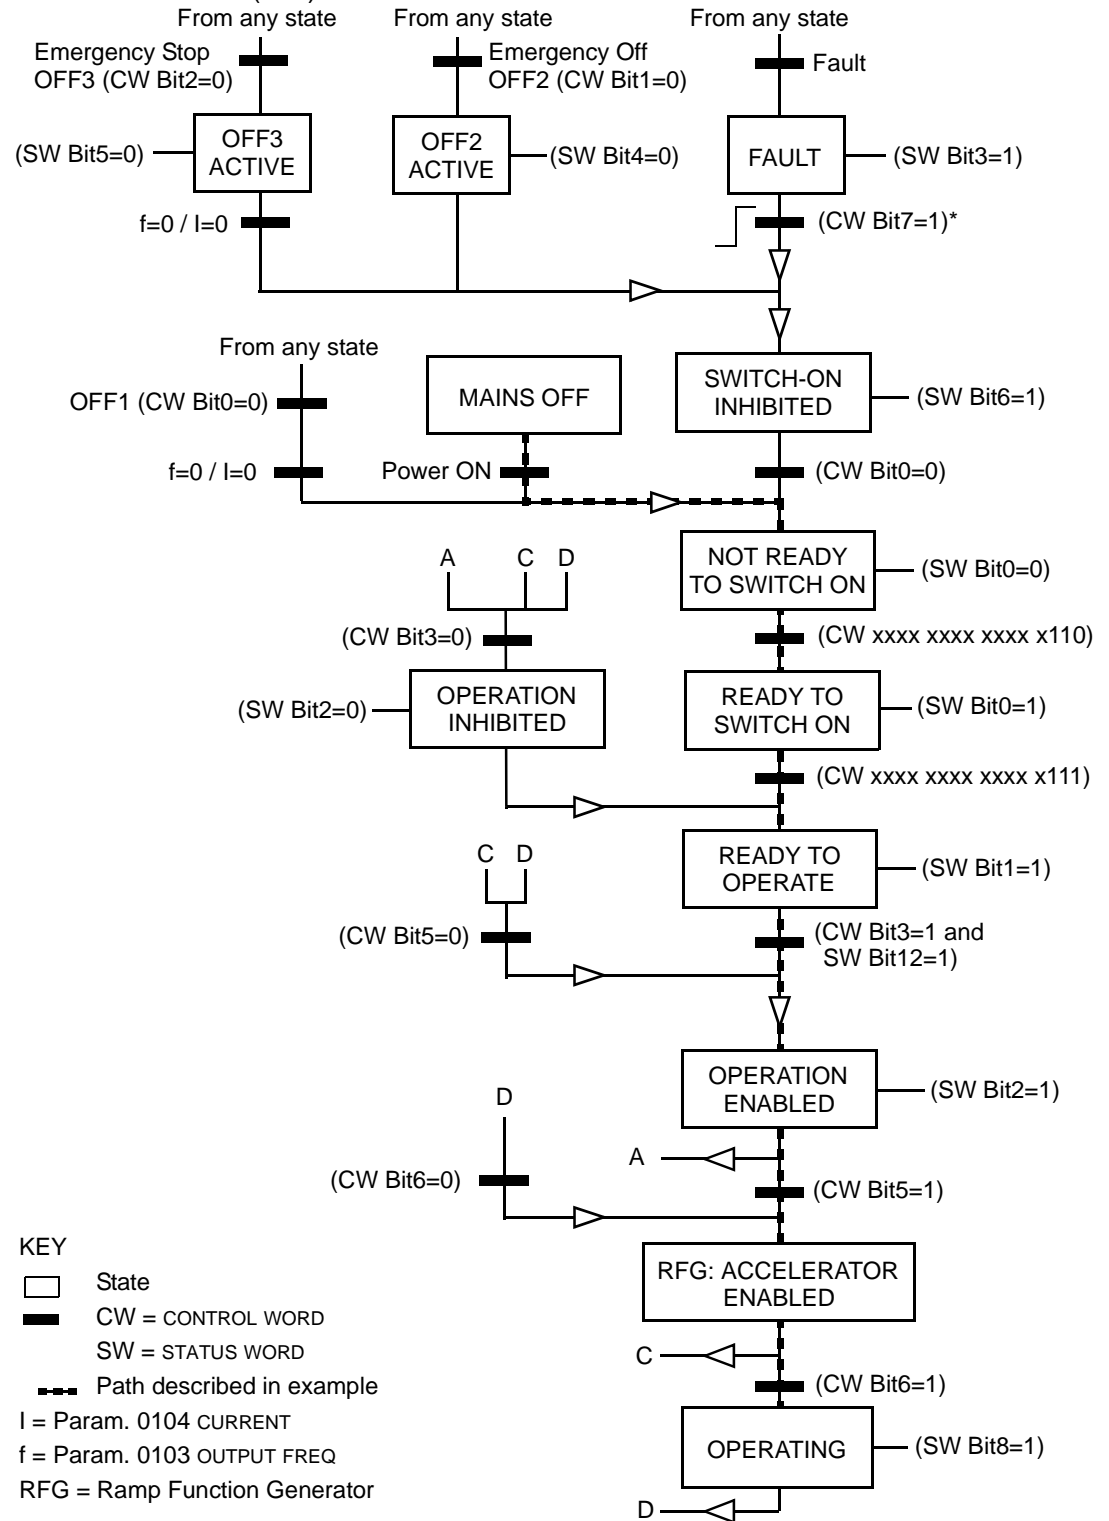 From any state From any state From any state
Emergency Stop
OFF3 (CW Bit2=0)
Emergency Off
OFF2 (CW Bit1=0)
Fault
(SW Bit5=0)
OFF3
ACTIVE
OFF2
ACTIVE
(SW Bit4=0)
FAULT
(SW Bit3=1)
f=0 / I=0
(CW Bit7=1)*
From any state
OFF1 (CW Bit0=0)
MAINS OFF
SWITCH-ON
INHIBITED
(SW Bit6=1)
f=0 / I=0
Power ON
(CW Bit0=0)
A C D
NOT READY
TO SWITCH ON
(SW Bit0=0)
(CW Bit3=0)
(CW xxxx xxxx xxxx x110)
(SW Bit2=0)
OPERATION
INHIBITED
READY TO
SWITCH ON
(SW Bit0=1)
(CW xxxx xxxx xxxx x111)
C D
READY TO
OPERATE
(SW Bit1=1)
(CW Bit5=0)
(CW Bit3=1 and
SW Bit12=1)
OPERATION
ENABLED
(SW Bit2=1)
D
A
(CW Bit6=0)
(CW Bit5=1)
RFG: ACCELERATOR
ENABLED
C
(CW Bit6=1)
OPERATING
(SW Bit8=1)
D
KEY
State
CW = CONTROL WORD
SW = STATUS WORD
Path described in example
I = Param. 0104 CURRENT
f = Param. 0103 OUTPUT FREQ
RFG = Ramp Function Generator